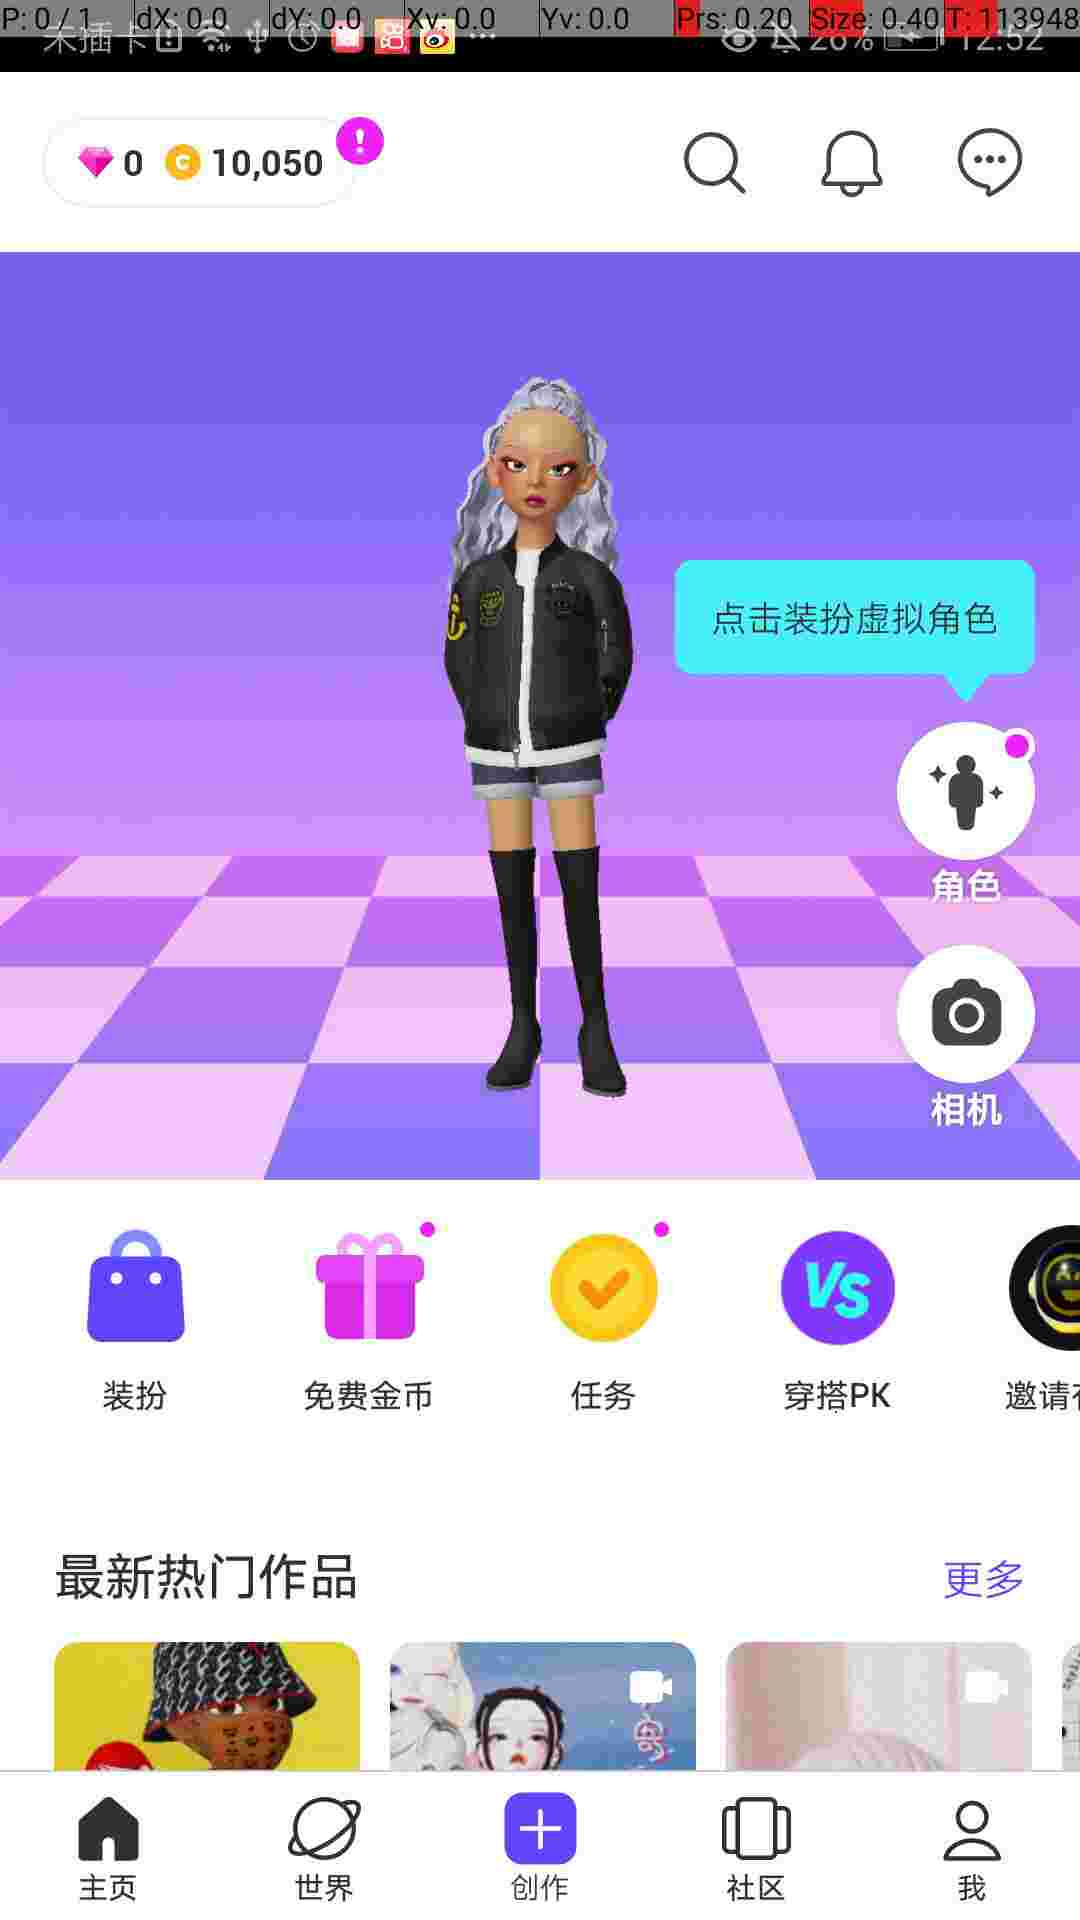 P: 0 / 1 dX: 0.0 dY: 0.0 Xv: 0.0 Yv: 0.0 Prs: 0.20 Size: 0.40 T: 113948
未插卡 26% 12:52
0 C 10,050 !
点击装扮虚拟角色
角色
相机
VS
装扮 免费金币 任务 穿搭PK 邀请
最新热门作品 更多
主页 世界 创作 社区 我